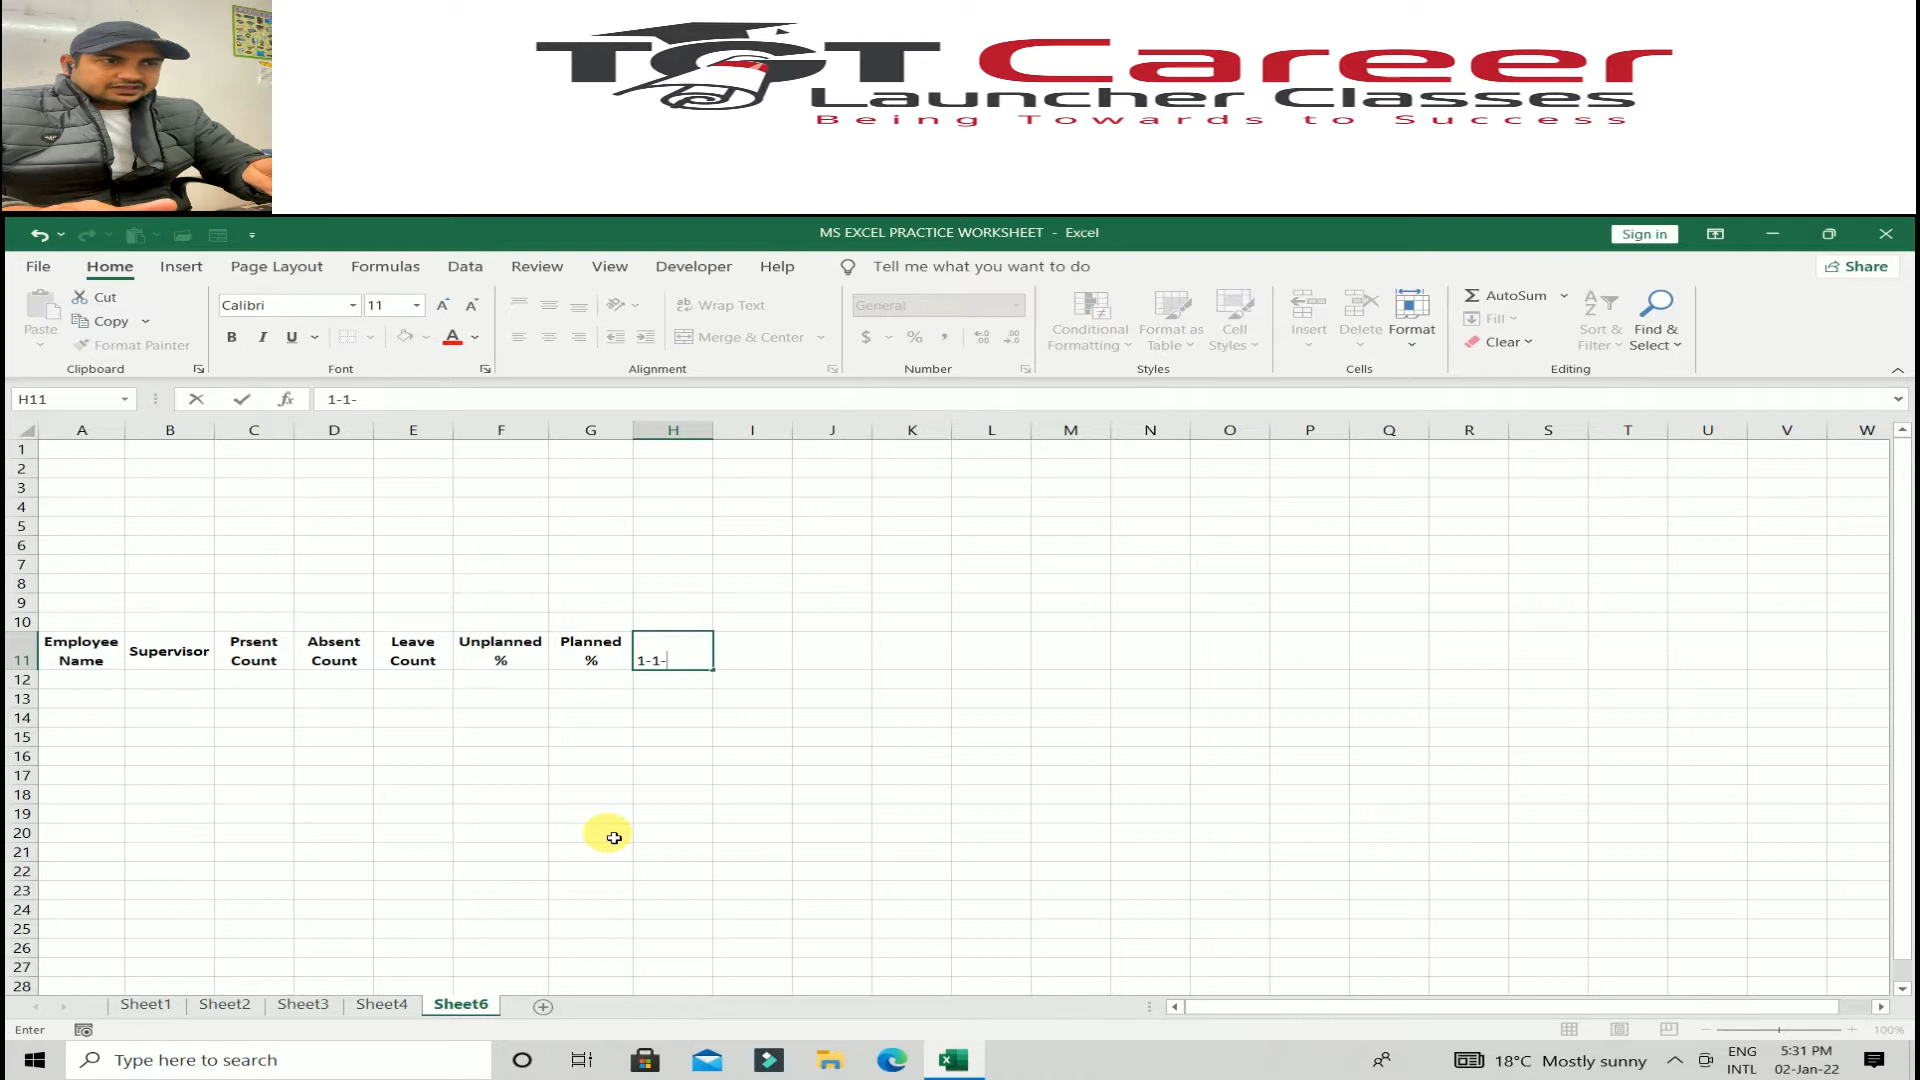 TCT Career
Launcher Classes
Being Towards to Success
MS EXCEL PRACTICE WORKSHEET - Excel
Sign in
File Home Insert Page Layout Formulas Data Review View Developer Help Tell me what you want to do Share
Paste
Cut
Copy
Format Painter
Clipboard
Calibri 11
B I U
Font
Wrap Text
Merge & Center
Alignment
General
$ % ,
Number
Conditional Formatting
Format as Table
Cell Styles
Styles
Insert Delete Format
Cells
AutoSum
Fill
Clear
Sort & Filter
Find & Select
Editing
H11 fx 1-1-
A B C D E F G H I J K L M N O P Q R S T U V W
1
2
3
4
5
6
7
8
9
10
11 Employee Name Supervisor Prsent Count Absent Count Leave Count Unplanned % Planned % 1-1-
12
13
14
15
16
17
18
19
20
21
22
23
24
25
26
27
28
Sheet1 Sheet2 Sheet3 Sheet4 Sheet6
Enter 100%
Type here to search
18°C Mostly sunny
ENG
INTL
5:31 PM
02-Jan-22